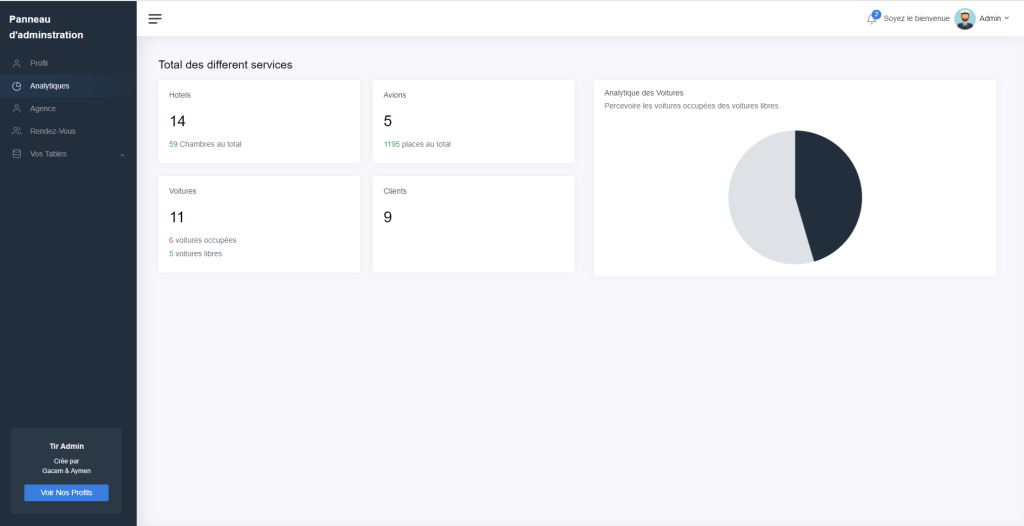 Panneau
d'adminstration
Profil
Analytiques
Agence
Rendez-Vous
Vos Tables
Tir Admin
Crée par
Gacem & Aymen
Voir Nos Profils
2
Soyez le bienvenue
Admin
Total des different services
Hotels
14
59 Chambres au total
Avions
5
1195 places au total
Voitures
11
6 voitures occupées
5 voitures libres
Clients
9
Analytique des Voitures
Percevoire les voitures occupées des voitures libres.